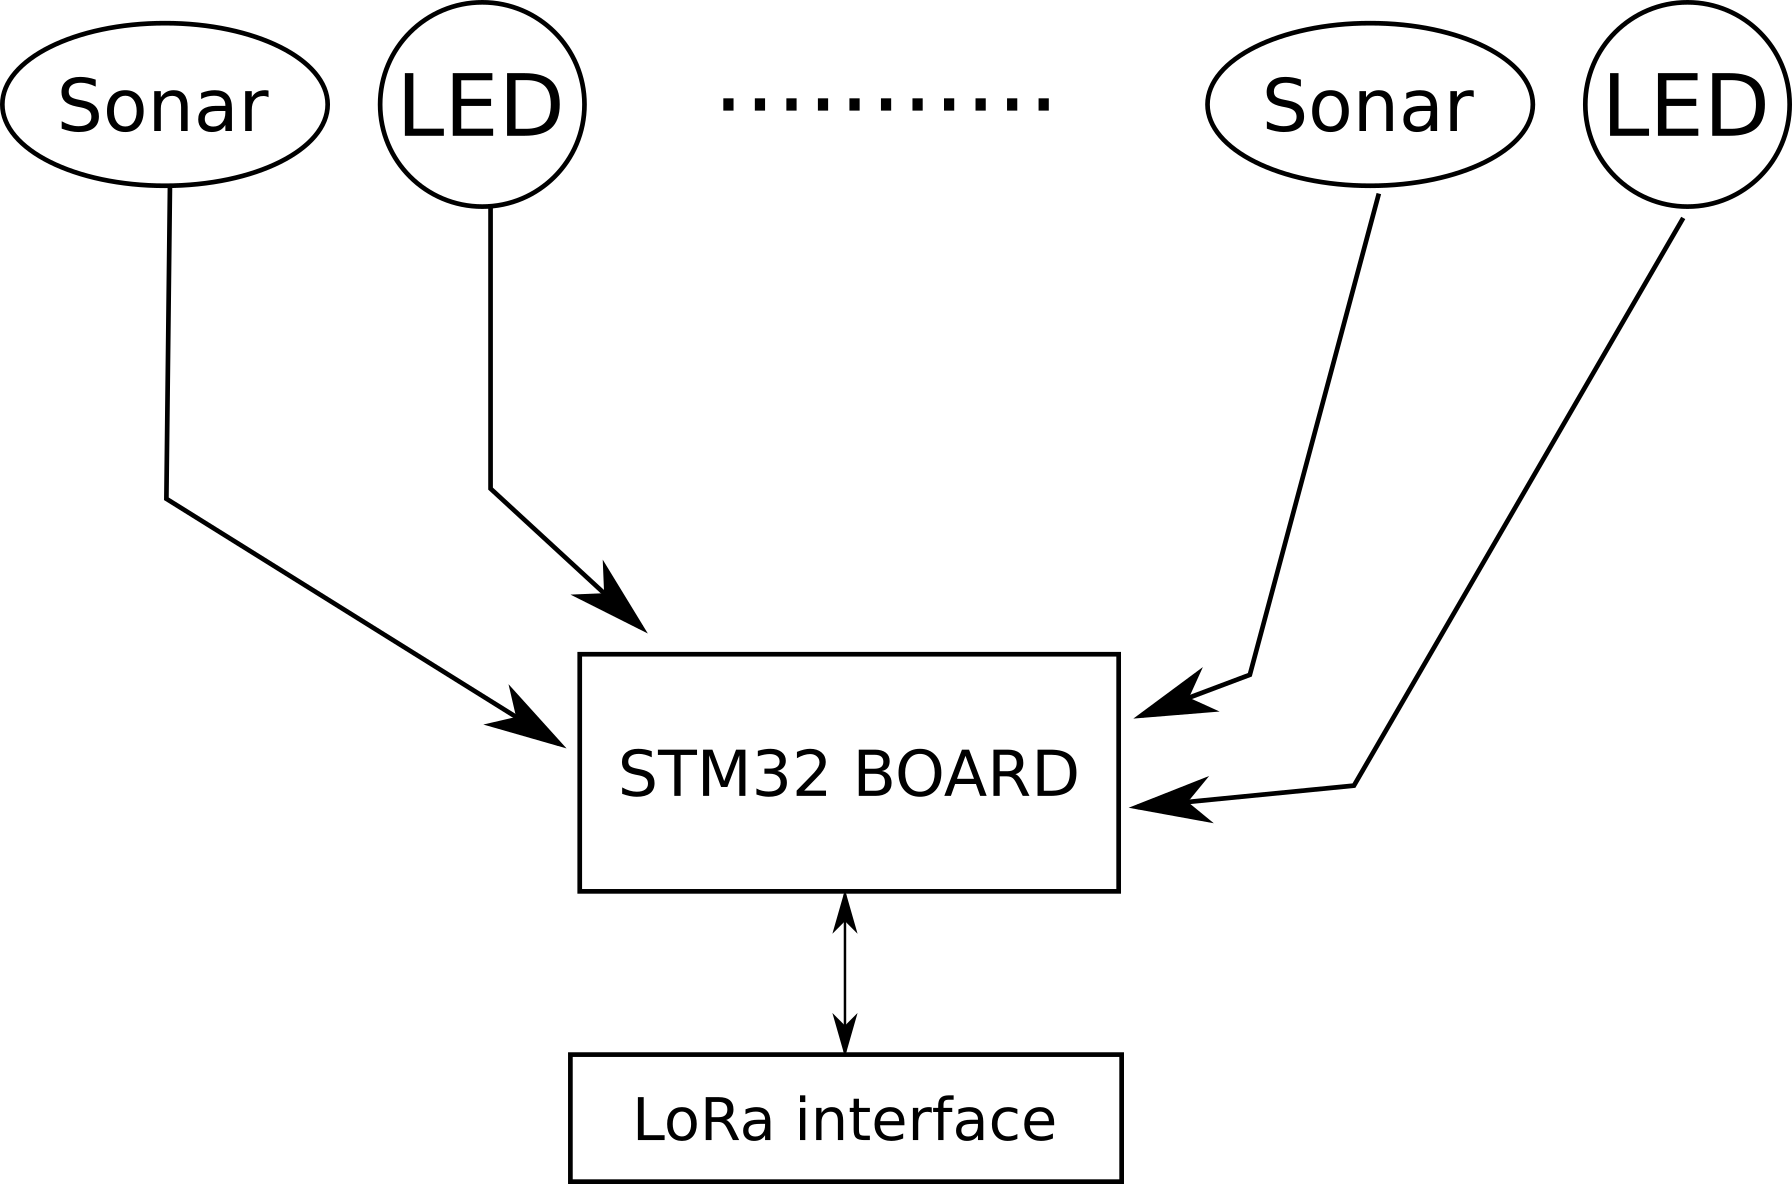 Sonar
LED
...........
Sonar
LED
STM32 BOARD
LoRa interface